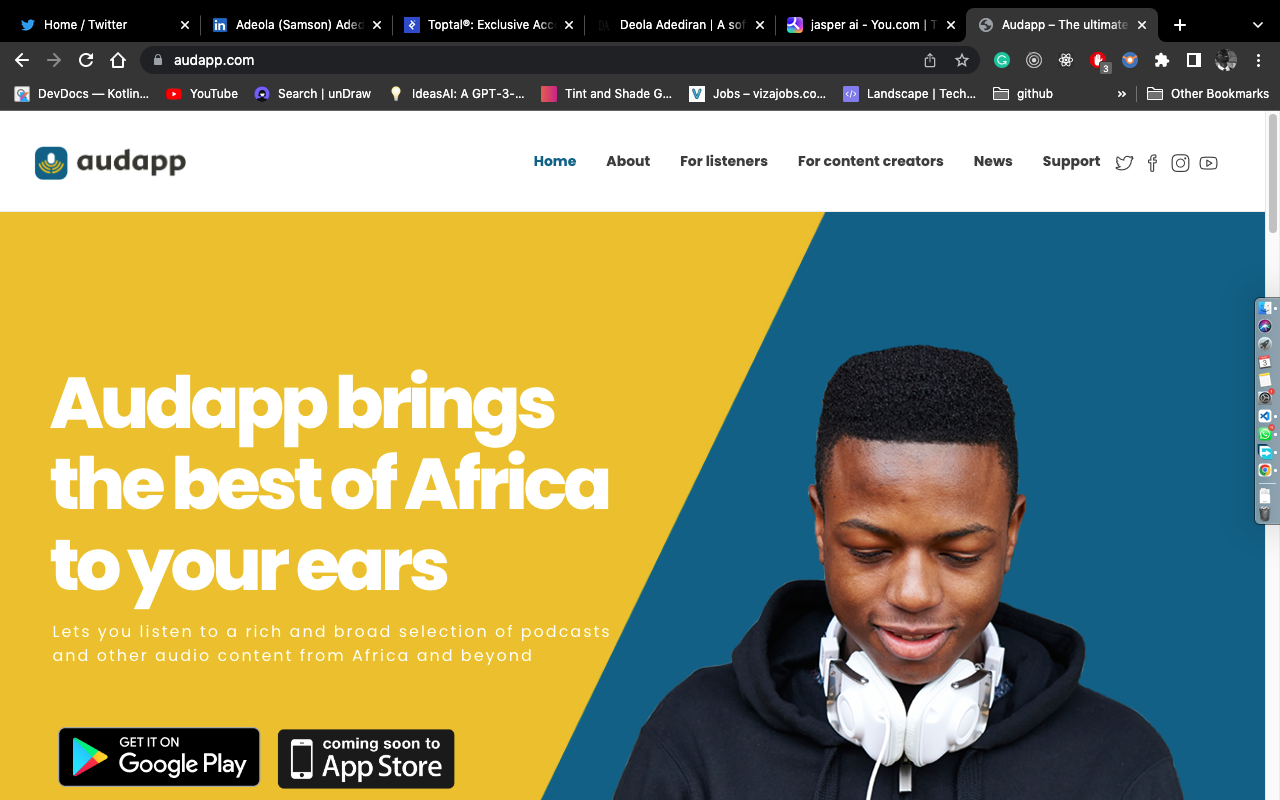 Home / Twitter
Adeola (Samson) Aded
Toptal®: Exclusive Acc
Deola Adediran | A sof
jasper ai - You.com | T
Audapp – The ultimate
audapp.com
3
DevDocs — Kotlin...
YouTube
Search | unDraw
IdeasAI: A GPT-3-...
Tint and Shade G...
Jobs – vizajobs.co...
Landscape | Tech...
github
»
Other Bookmarks
audapp
Home
About
For listeners
For content creators
News
Support
Audapp brings
the best of Africa
to your ears
Lets you listen to a rich and broad selection of podcasts
and other audio content from Africa and beyond
GET IT ON
Google Play
coming soon to
App Store